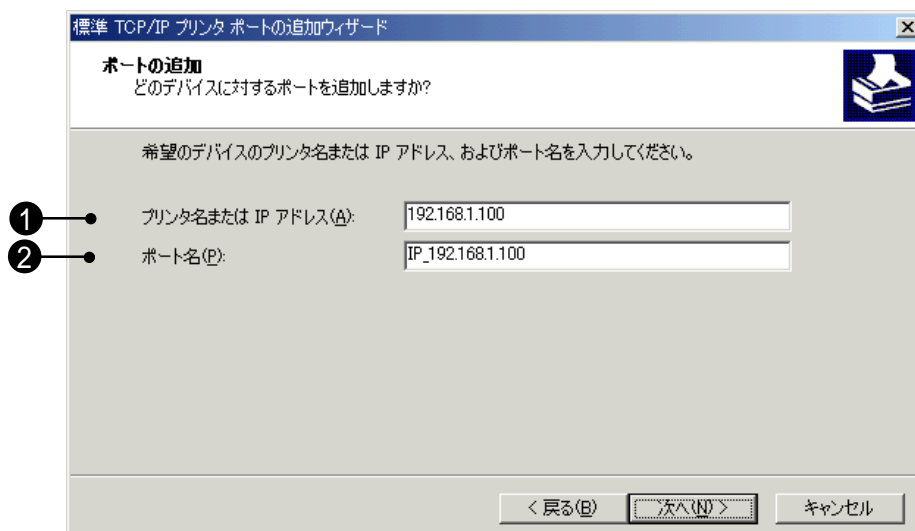 標準 TCP/IP プリンタ ポートの追加ウィザード
ポートの追加
どのデバイスに対するポートを追加しますか?
希望のデバイスのプリンタ名または IP アドレス、およびポート名を入力してください。
❶ プリンタ名または IP アドレス(A): 192.168.1.100
❷ ポート名(P): IP_192.168.1.100
< 戻る(B) 次へ(N) > キャンセル